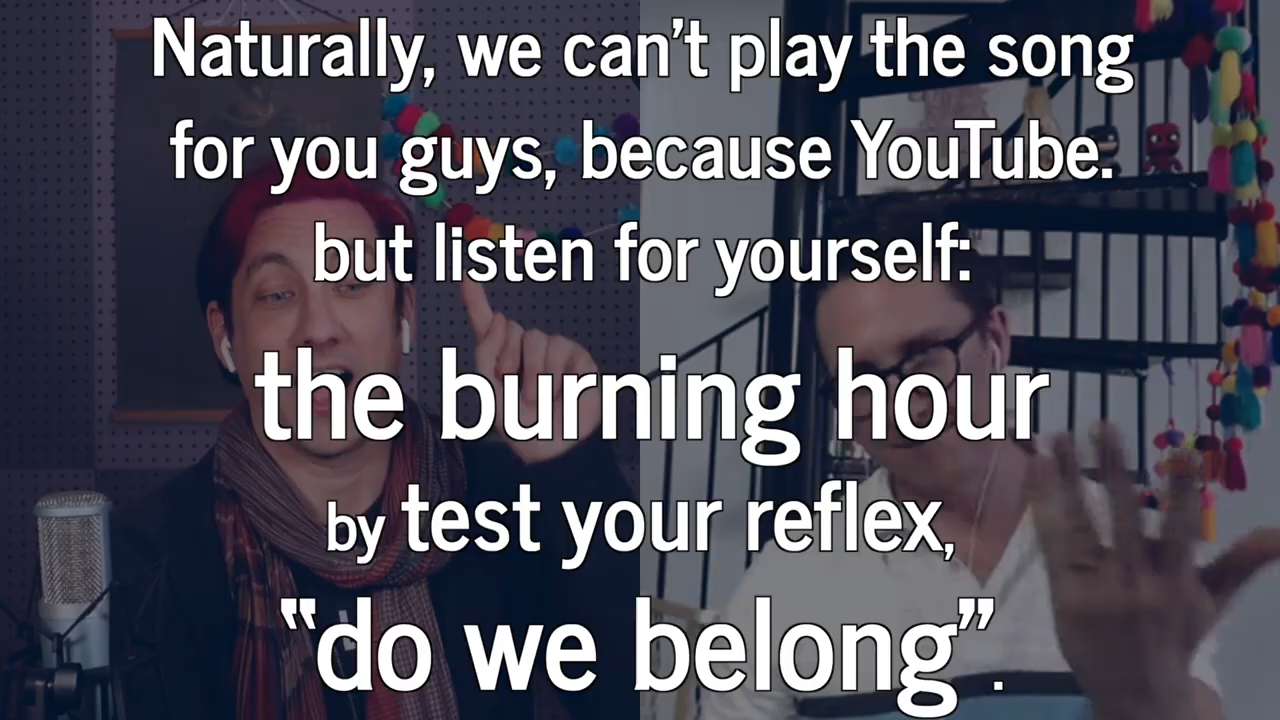 Naturally, we can’t play the song
for you guys, because YouTube.
but listen for yourself:
the burning hour
by test your reflex,
“do we belong”.